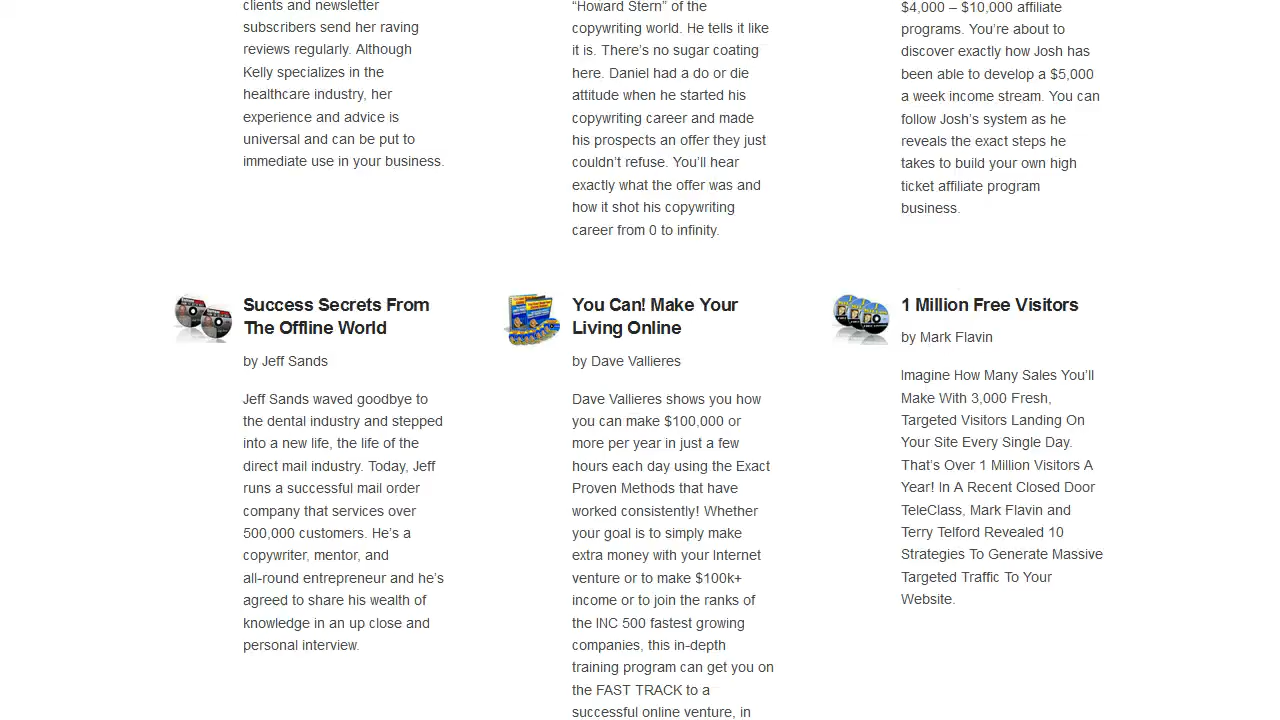 clients and newsletter
subscribers send her raving
reviews regularly. Although
Kelly specializes in the
healthcare industry, her
experience and advice is
universal and can be put to
immediate use in your business.
“Howard Stern” of the
copywriting world. He tells it like
it is. There’s no sugar coating
here. Daniel had a do or die
attitude when he started his
copywriting career and made
his prospects an offer they just
couldn’t refuse. You’ll hear
exactly what the offer was and
how it shot his copywriting
career from 0 to infinity.
$4,000 – $10,000 affiliate
programs. You’re about to
discover exactly how Josh has
been able to develop a $5,000
a week income stream. You can
follow Josh’s system as he
reveals the exact steps he
takes to build your own high
ticket affiliate program
business.
Success Secrets From
The Offline World
by Jeff Sands
Jeff Sands waved goodbye to
the dental industry and stepped
into a new life, the life of the
direct mail industry. Today, Jeff
runs a successful mail order
company that services over
500,000 customers. He’s a
copywriter, mentor, and
all-round entrepreneur and he’s
agreed to share his wealth of
knowledge in an up close and
personal interview.
You Can! Make Your
Living Online
by Dave Vallieres
Dave Vallieres shows you how
you can make $100,000 or
more per year in just a few
hours each day using the Exact
Proven Methods that have
worked consistently! Whether
your goal is to simply make
extra money with your Internet
venture or to make $100k+
income or to join the ranks of
the INC 500 fastest growing
companies, this in-depth
training program can get you on
the FAST TRACK to a
successful online venture, in
1 Million Free Visitors
by Mark Flavin
Imagine How Many Sales You’ll
Make With 3,000 Fresh,
Targeted Visitors Landing On
Your Site Every Single Day.
That’s Over 1 Million Visitors A
Year! In A Recent Closed Door
TeleClass, Mark Flavin and
Terry Telford Revealed 10
Strategies To Generate Massive
Targeted Traffic To Your
Website.